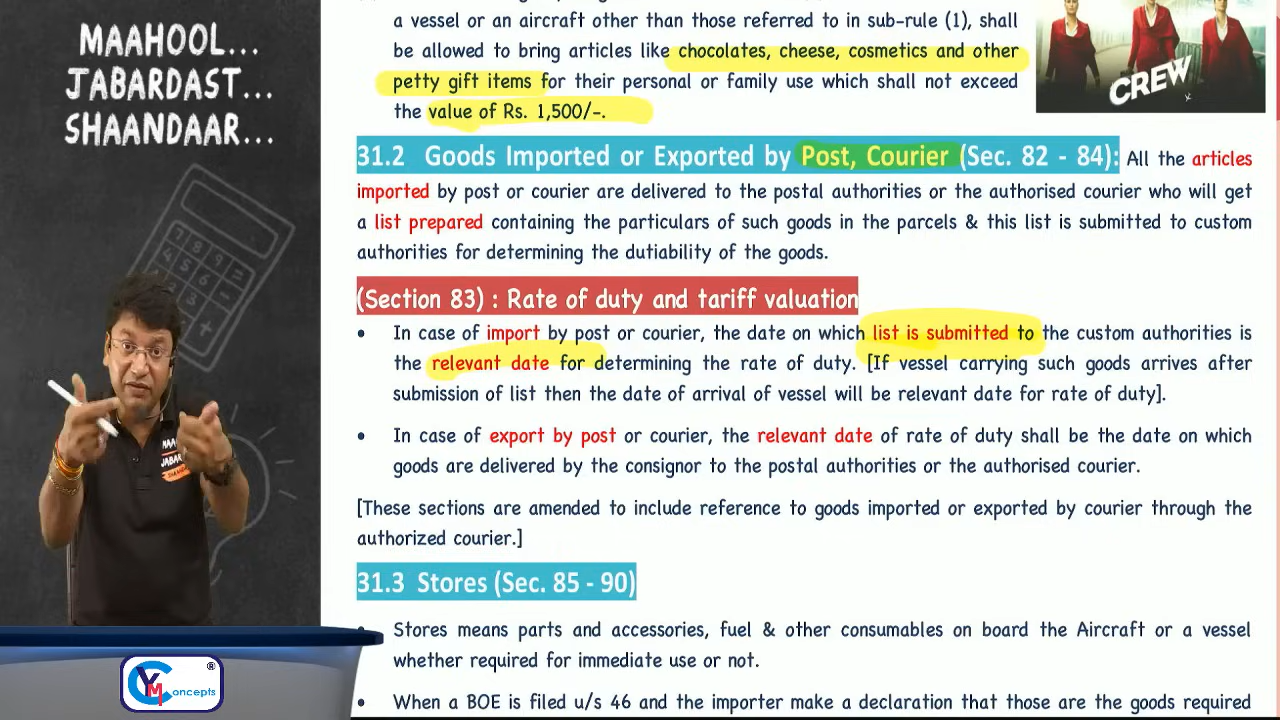 MAAHOOL...
JABARDAST...
SHAANDAAR...
a vessel or an aircraft other than those referred to in sub-rule (1), shall
be allowed to bring articles like chocolates, cheese, cosmetics and other
petty gift items for their personal or family use which shall not exceed
the value of Rs. 1,500/-.
CREW
31.2 Goods Imported or Exported by Post, Courier (Sec. 82 - 84): All the articles
imported by post or courier are delivered to the postal authorities or the authorised courier who will get
a list prepared containing the particulars of such goods in the parcels & this list is submitted to custom
authorities for determining the dutiability of the goods.
(Section 83) : Rate of duty and tariff valuation
• In case of import by post or courier, the date on which list is submitted to the custom authorities is
the relevant date for determining the rate of duty. [If vessel carrying such goods arrives after
submission of list then the date of arrival of vessel will be relevant date for rate of duty].
• In case of export by post or courier, the relevant date of rate of duty shall be the date on which
goods are delivered by the consignor to the postal authorities or the authorised courier.
[These sections are amended to include reference to goods imported or exported by courier through the
authorized courier.]
31.3 Stores (Sec. 85 - 90)
• Stores means parts and accessories, fuel & other consumables on board the Aircraft or a vessel
whether required for immediate use or not.
• When a BOE is filed u/s 46 and the importer make a declaration that those are the goods required
YM Concepts ®